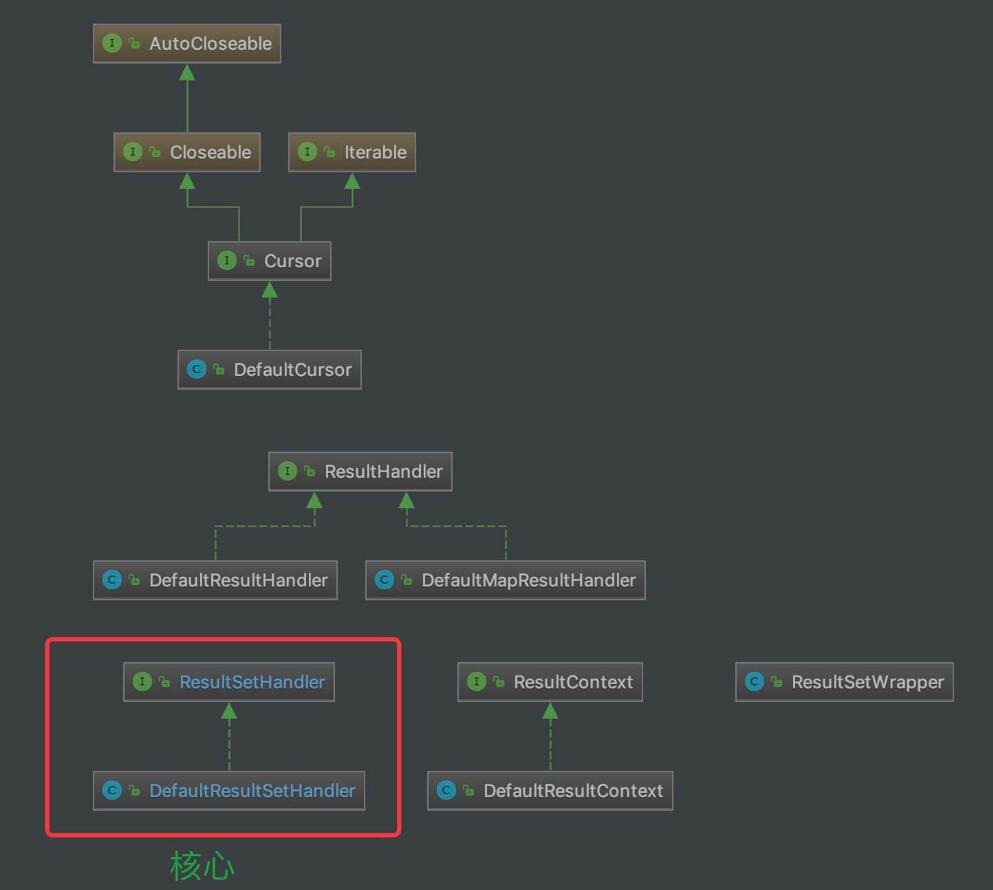 I AutoCloseable
I Closeable
I Iterable
I Cursor
C DefaultCursor
I ResultHandler
C DefaultResultHandler
C DefaultMapResultHandler
I ResultSetHandler
I ResultContext
C ResultSetWrapper
C DefaultResultSetHandler
C DefaultResultContext
核心